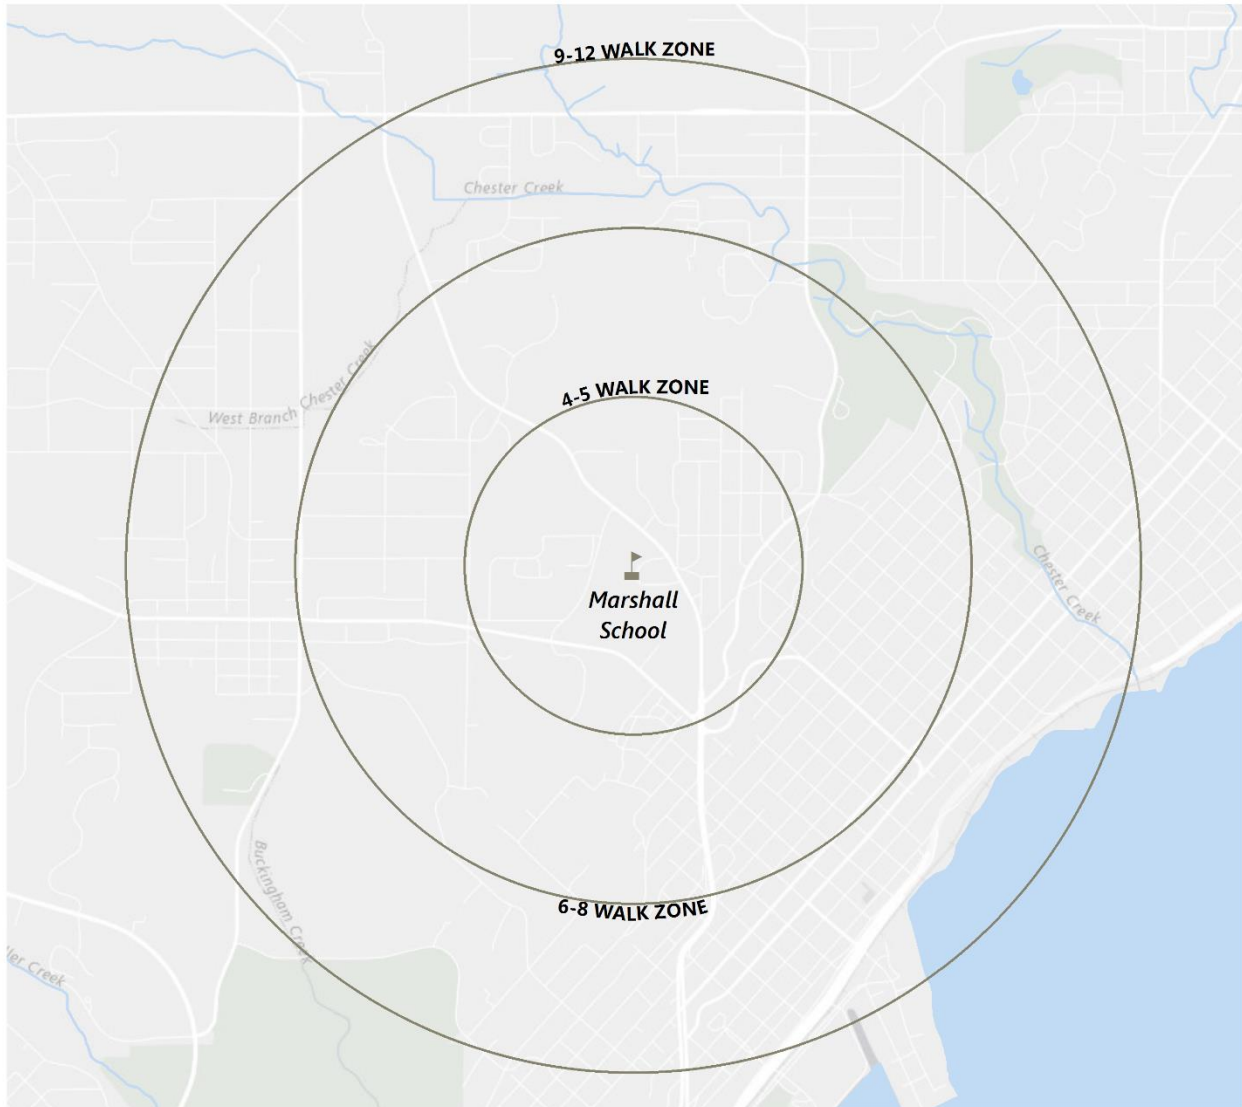 9-12 WALK ZONE
Chester Creek
4-5 WALK ZONE
West Branch Chester Creek
Marshall
School
Chester Creek
6-8 WALK ZONE
Buckingham Creek
ller Creek